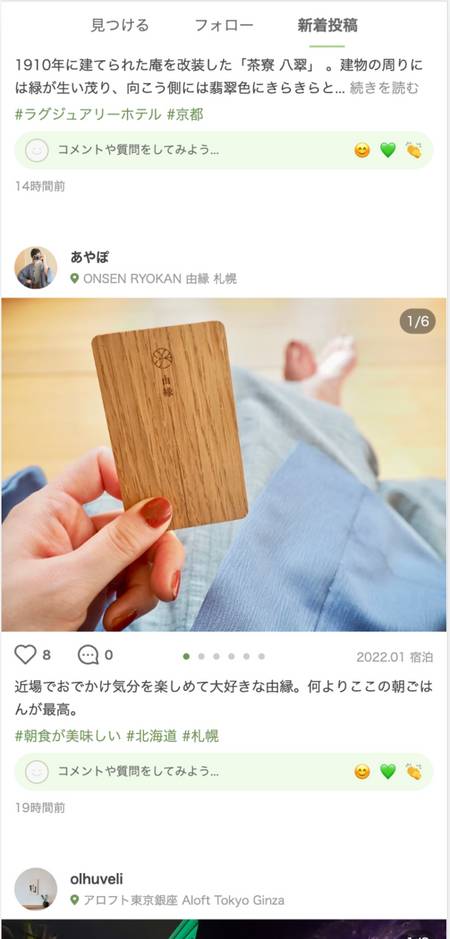 見つける フォロー 新着投稿
1910年に建てられた庵を改装した「茶寮 八翠」 。建物の周りに
は緑が生い茂り、向こう側には翡翠色にきらきらと... 続きを読む
#ラグジュアリーホテル #京都
コメントや質問をしてみよう...
14時間前
あやぽ
ONSEN RYOKAN 由縁 札幌
1/6
由縁
8 0 2022.01 宿泊
近場でおでかけ気分を楽しめて大好きな由縁。何よりここの朝ごは
んが最高。
#朝食が美味しい #北海道 #札幌
コメントや質問をしてみよう...
19時間前
olhuveli
アロフト東京銀座 Aloft Tokyo Ginza